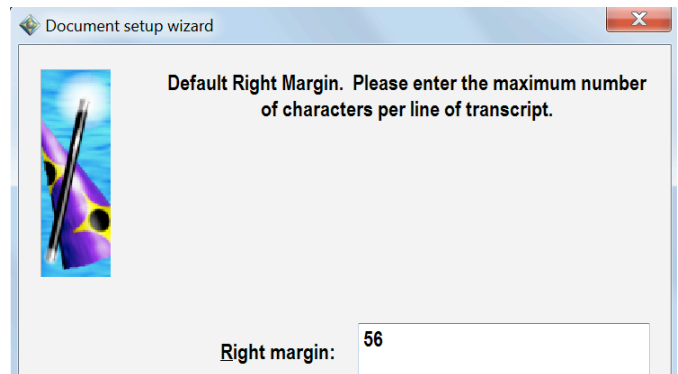 Document setup wizard
Default Right Margin. Please enter the maximum number
of characters per line of transcript.
Right margin:
56